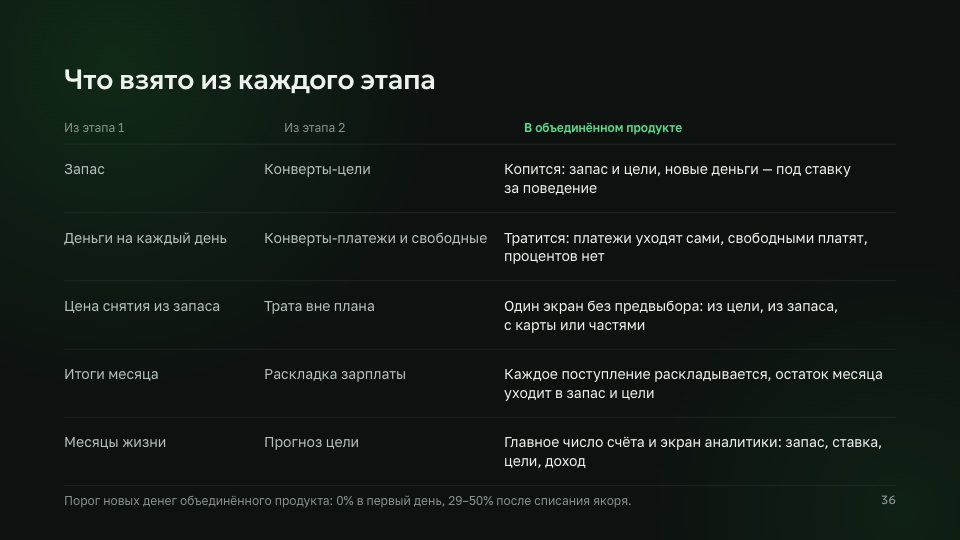 Что взято из каждого этапа
Из этапа 1
Из этапа 2
В объединённом продукте
Запас
Конверты-цели
Копится: запас и цели, новые деньги — под ставку
за поведение
Деньги на каждый день
Конверты-платежи и свободные
Тратится: платежи уходят сами, свободными платят,
процентов нет
Цена снятия из запаса
Трата вне плана
Один экран без предвыбора: из цели, из запаса,
с карты или частями
Итоги месяца
Раскладка зарплаты
Каждое поступление раскладывается, остаток месяца
уходит в запас и цели
Месяцы жизни
Прогноз цели
Главное число счёта и экран аналитики: запас, ставка,
цели, доход
Порог новых денег объединённого продукта: 0% в первый день, 29–50% после списания якоря.
36